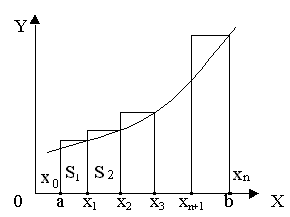 Y
x₀ S₁ S₂ xₙ
0 a x₁ x₂ x₃ xₙ₊₁ b X